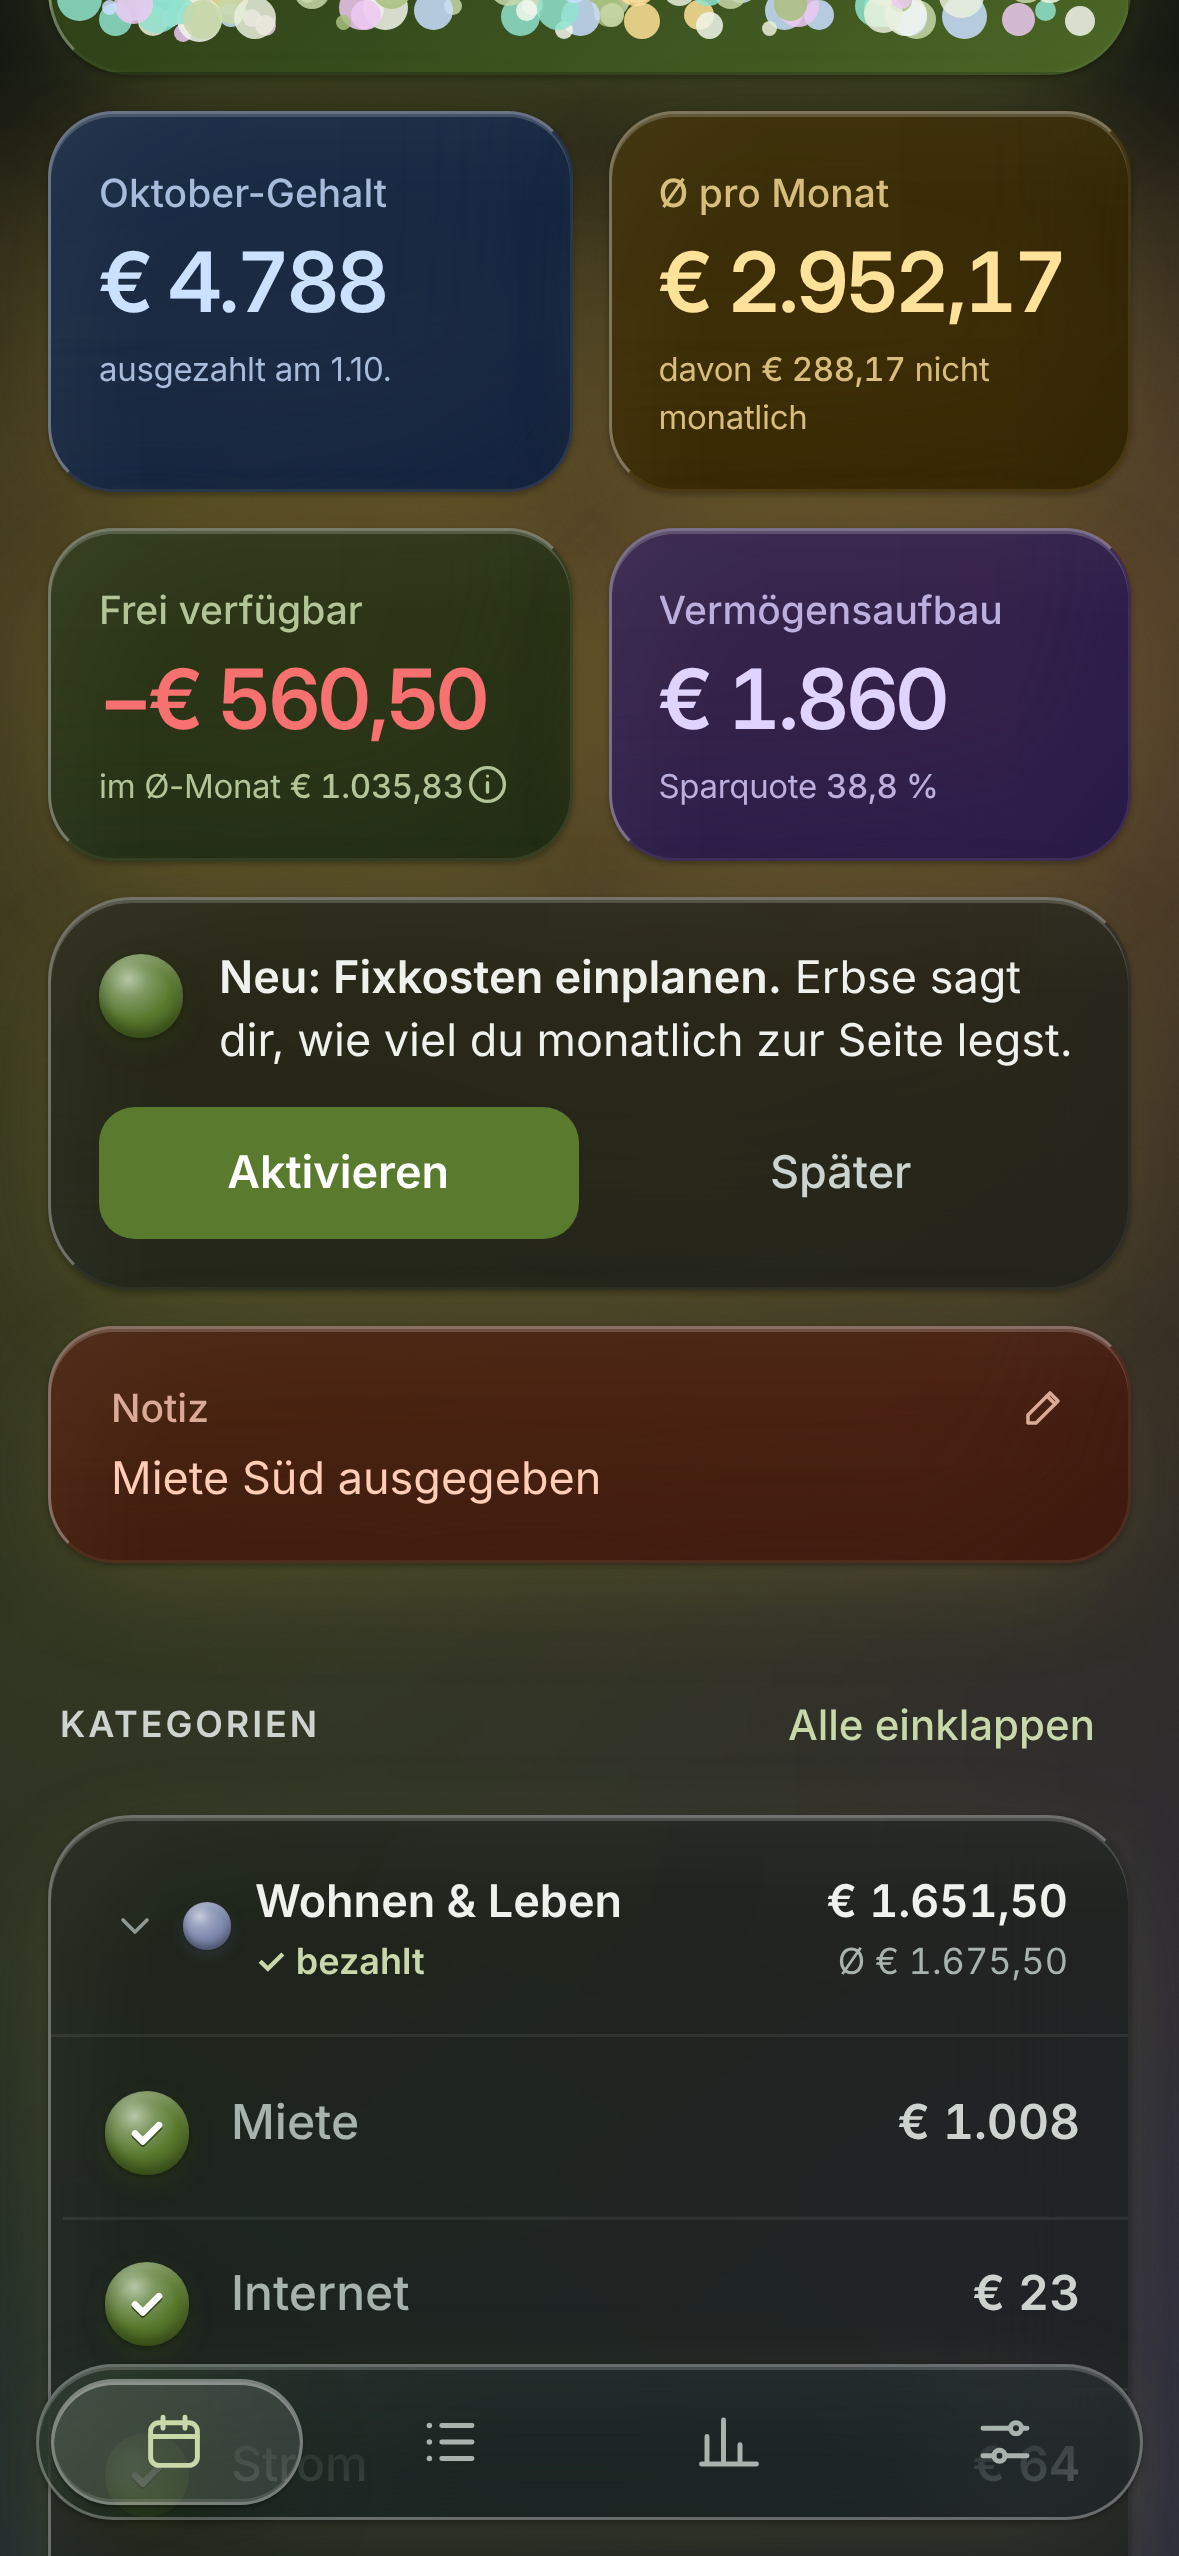 Oktober-Gehalt
€ 4.788
ausgezahlt am 1.10.
Ø pro Monat
€ 2.952,17
davon € 288,17 nicht
monatlich
Frei verfügbar
–€ 560,50
im Ø-Monat € 1.035,83
Vermögensaufbau
€ 1.860
Sparquote 38,8 %
Neu: Fixkosten einplanen. Erbse sagt
dir, wie viel du monatlich zur Seite legst.
Aktivieren
Später
Notiz
Miete Süd ausgegeben
KATEGORIEN
Alle einklappen
Wohnen & Leben
€ 1.651,50
bezahlt
Ø € 1.675,50
Miete
€ 1.008
Internet
€ 23
Strom
€ 64